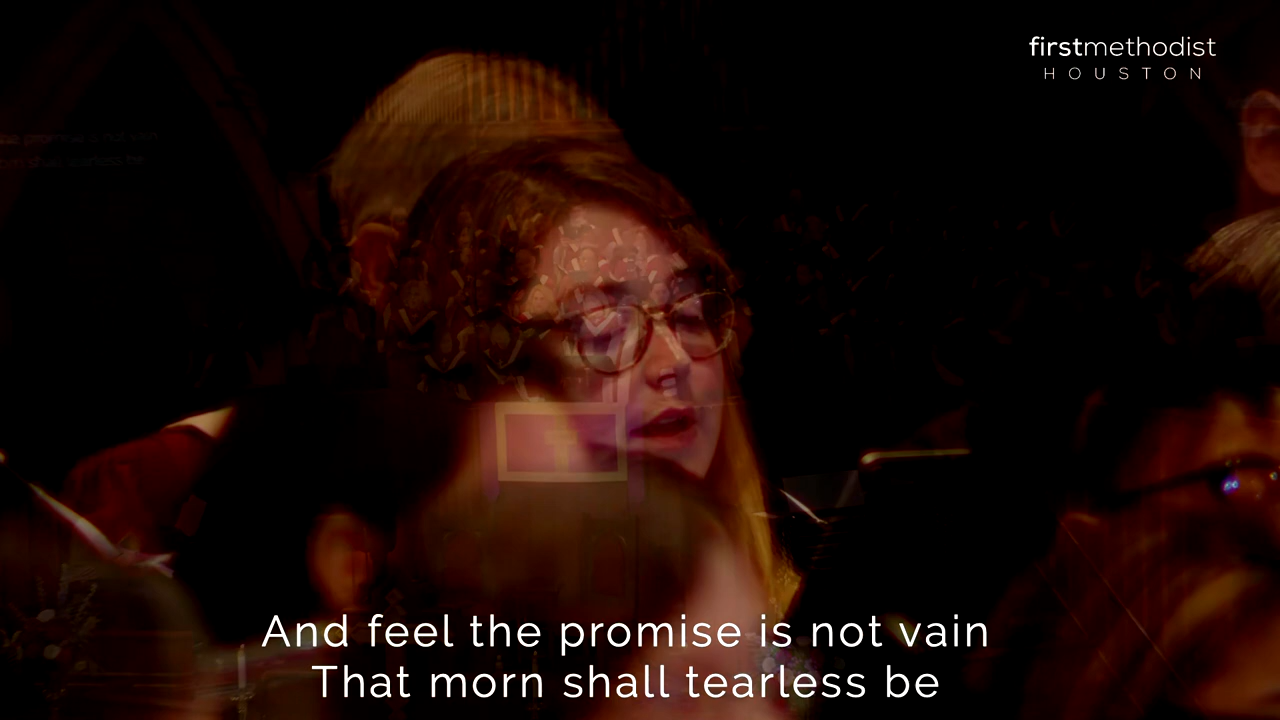 firstmethodist
HOUSTON
And feel the promise is not vain
That morn shall tearless be